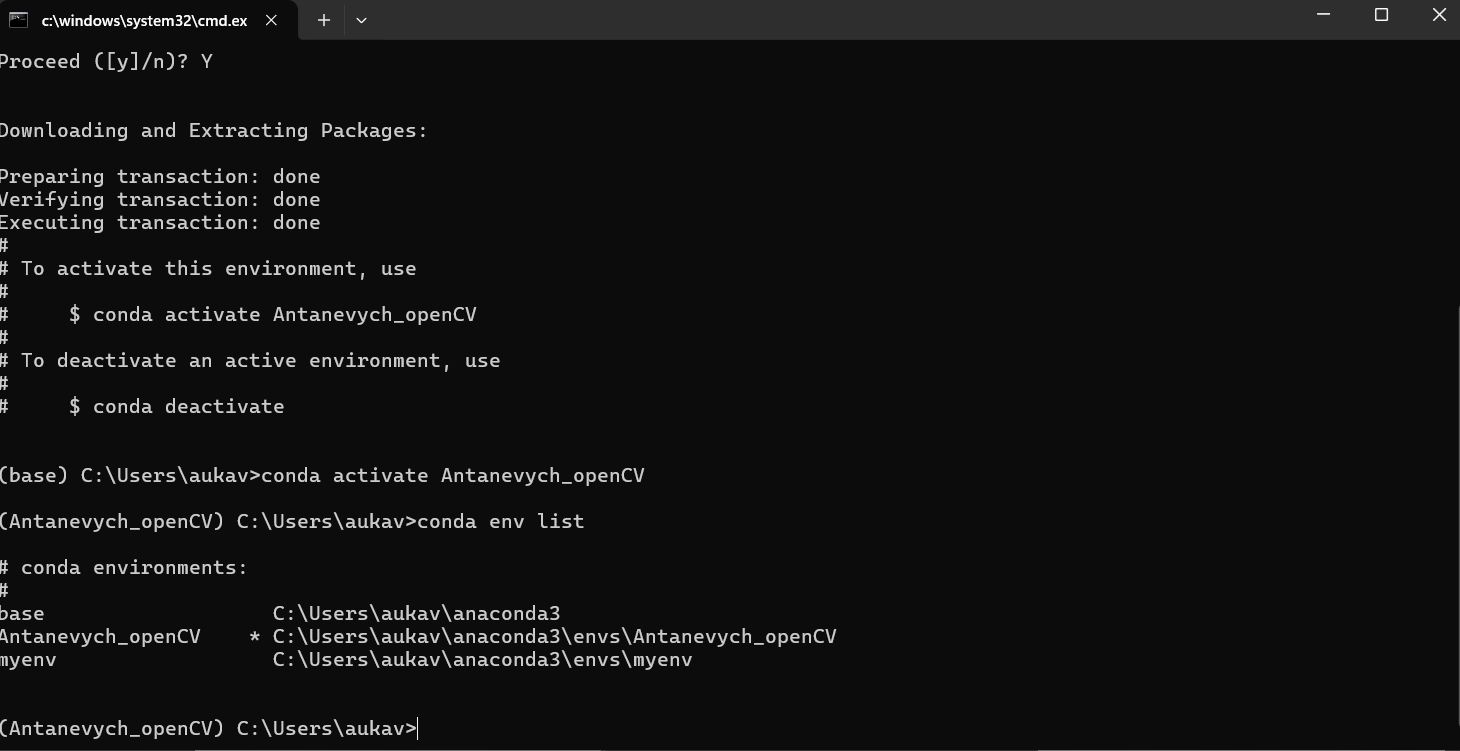 c:\windows\system32\cmd.ex
Proceed ([y]/n)? Y
Downloading and Extracting Packages:
Preparing transaction: done
Verifying transaction: done
Executing transaction: done
#
# To activate this environment, use
#
#     $ conda activate Antanevych_openCV
#
# To deactivate an active environment, use
#
#     $ conda deactivate
(base) C:\Users\aukav>conda activate Antanevych_openCV
(Antanevych_openCV) C:\Users\aukav>conda env list
# conda environments:
#
base                   C:\Users\aukav\anaconda3
Antanevych_openCV    * C:\Users\aukav\anaconda3\envs\Antanevych_openCV
myenv                  C:\Users\aukav\anaconda3\envs\myenv
(Antanevych_openCV) C:\Users\aukav>